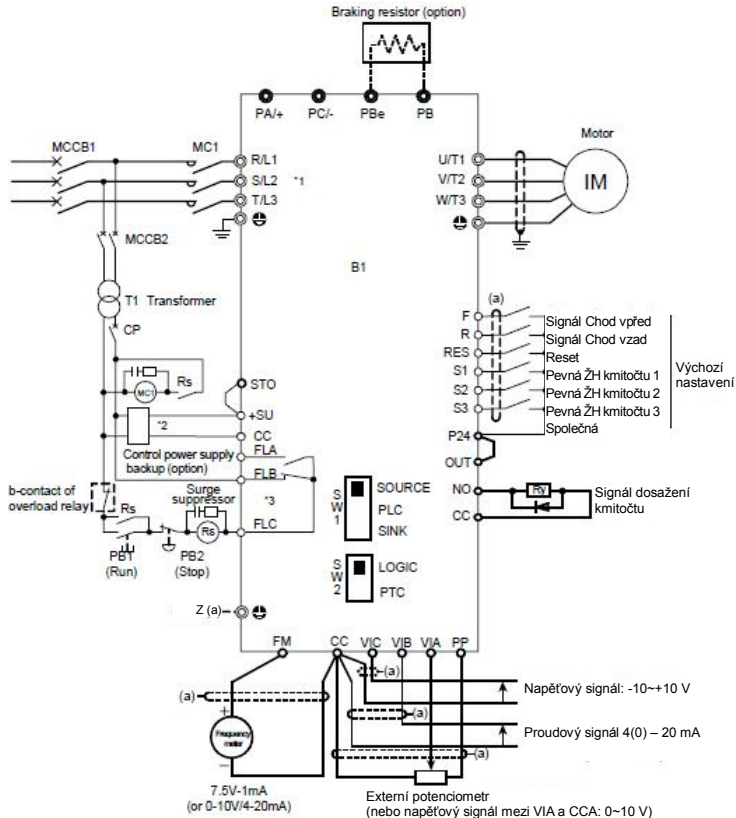 Braking resistor (option)
PA/+ PC/- PBe PB
MCCB1 MC1
R/L1
S/L2 *1
T/L3
Motor
U/T1
V/T2
W/T3
IM
MCCB2
B1
T1 Transformer
CP
(a)
F Signál Chod vpřed
R Signál Chod vzad
RES Reset
S1 Pevná ŽH kmitočtu 1
S2 Pevná ŽH kmitočtu 2
S3 Pevná ŽH kmitočtu 3
P24 Společná
Výchozí
nastavení
OUT
MC1
Rs
STO
+SU
*2
CC
Control power supply
backup (option)
FLA
FLB
b-contact of
overload relay
Surge
suppressor
*3
Rs
Rs
FLC
PB1
(Run)
PB2
(Stop)
SW1
SOURCE
PLC
SINK
NO
Ry
CC
Signál dosažení
kmitočtu
SW2
LOGIC
PTC
Z (a)
FM CC VIC VIB VIA PP
(a)
Napěťový signál: -10~+10 V
(a)
(a)
Proudový signál 4(0) – 20 mA
(a)
+
Frequency
meter
−
7.5V-1mA
(or 0-10V/4-20mA)
Externí potenciometr
(nebo napěťový signál mezi VIA a CCA: 0~10 V)